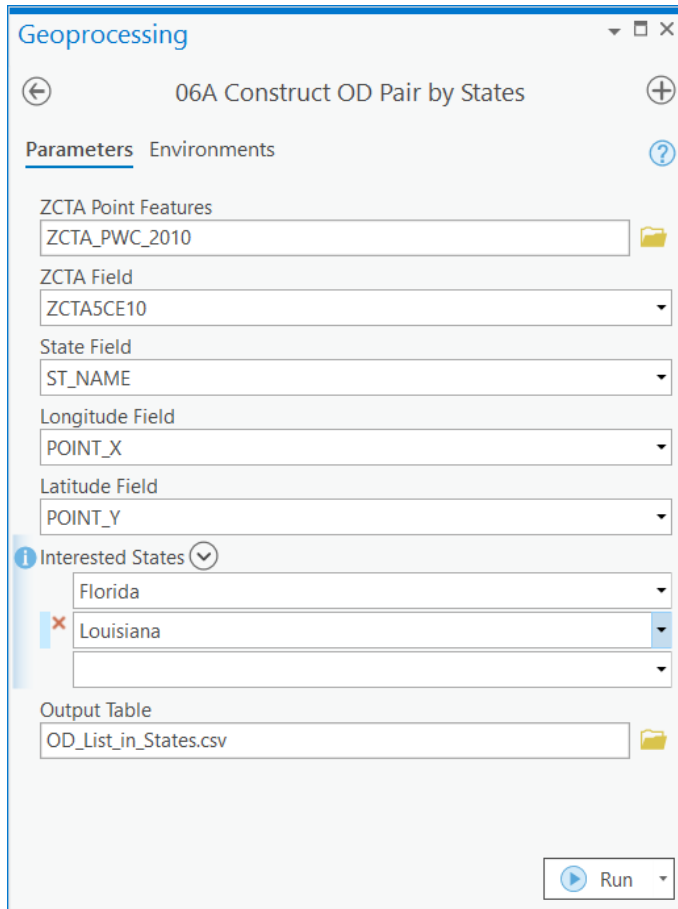 Geoprocessing
06A Construct OD Pair by States
Parameters Environments
ZCTA Point Features
ZCTA_PWC_2010
ZCTA Field
ZCTA5CE10
State Field
ST_NAME
Longitude Field
POINT_X
Latitude Field
POINT_Y
Interested States
Florida
Louisiana
Output Table
OD_List_in_States.csv
Run